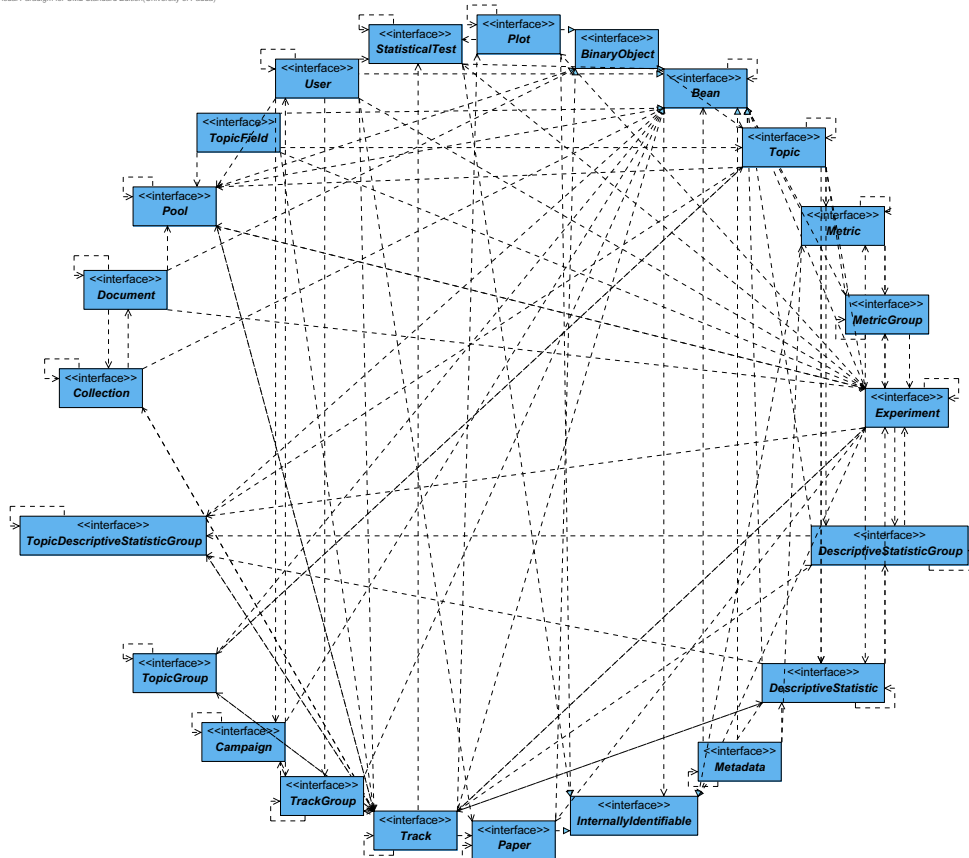 <<interface>>
StatisticalTest
<<interface>>
Plot
<<interface>>
BinaryObject
<<interface>>
User
<<interface>>
Bean
<<interface>>
TopicField
<<interface>>
Topic
<<interface>>
Pool
<<interface>>
Metric
<<interface>>
Document
<<interface>>
MetricGroup
<<interface>>
Collection
<<interface>>
Experiment
<<interface>>
TopicDescriptiveStatisticGroup
<<interface>>
DescriptiveStatisticGroup
<<interface>>
TopicGroup
<<interface>>
DescriptiveStatistic
<<interface>>
Campaign
<<interface>>
Metadata
<<interface>>
TrackGroup
<<interface>>
Track
<<interface>>
Paper
<<interface>>
InternallyIdentifiable